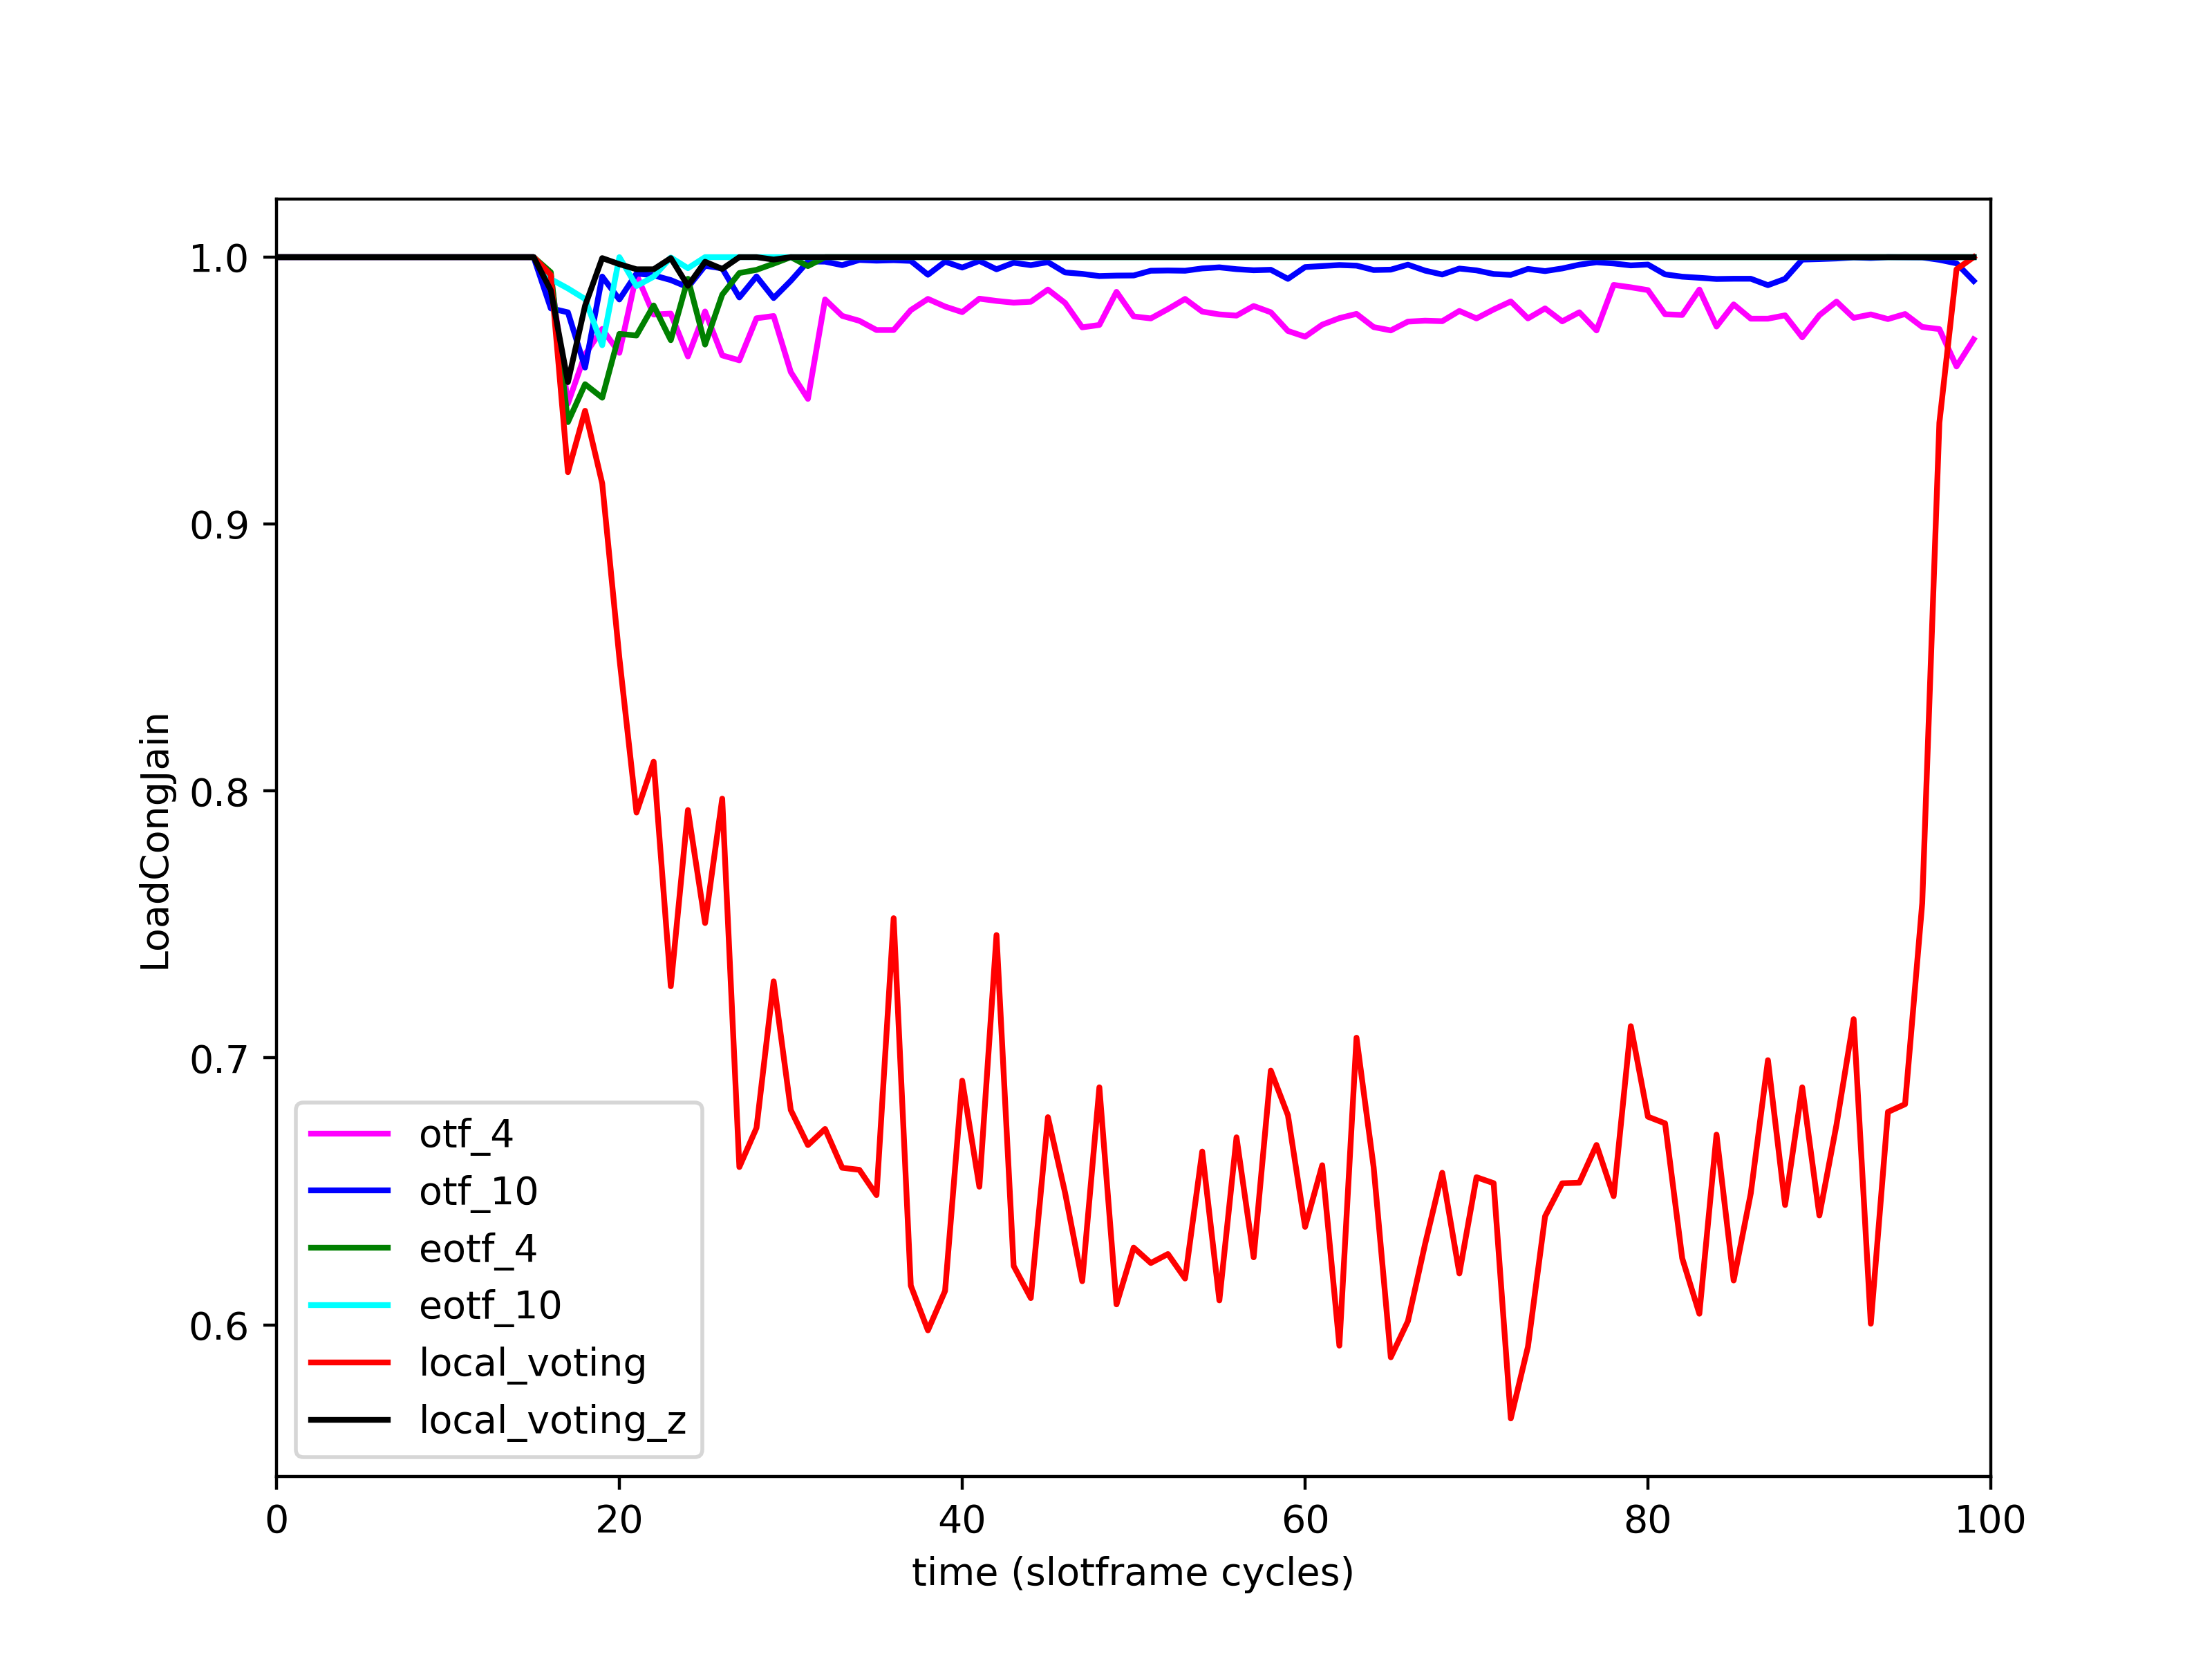 1.0
0.9
0.8
0.7
0.6
LoadCongJain
otf_4
otf_10
eotf_4
eotf_10
local_voting
local_voting_z
0 20 40 60 80 100
time (slotframe cycles)